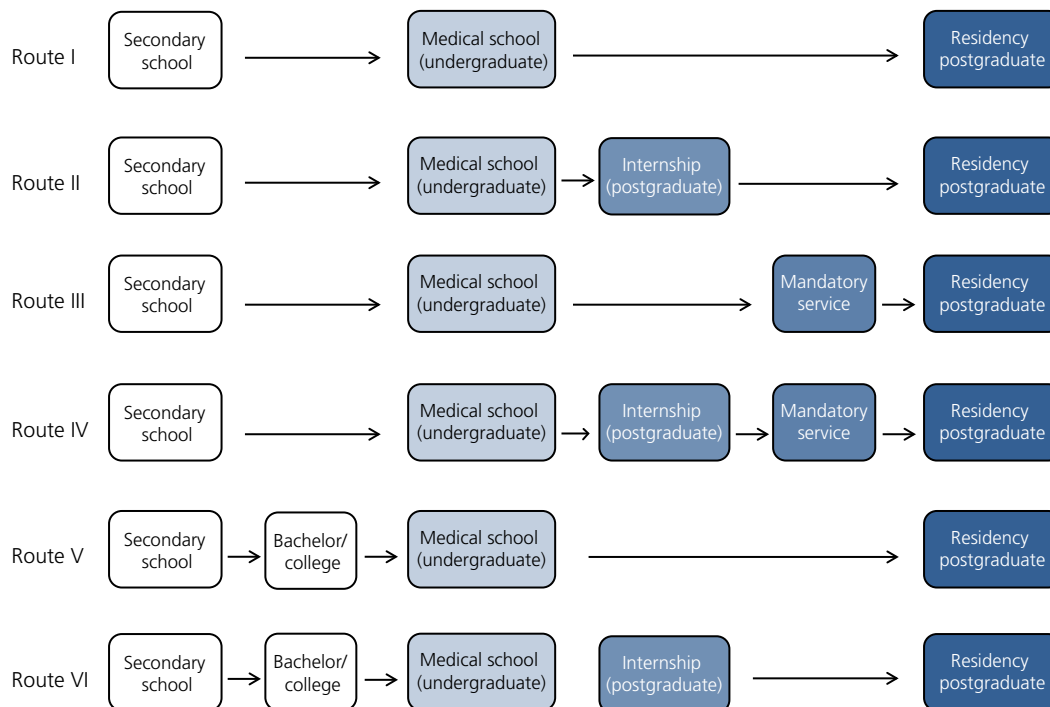 Route I
Secondary
school
Medical school
(undergraduate)
Residency
postgraduate
Route II
Secondary
school
Medical school
(undergraduate)
Internship
(postgraduate)
Residency
postgraduate
Route III
Secondary
school
Medical school
(undergraduate)
Mandatory
service
Residency
postgraduate
Route IV
Secondary
school
Medical school
(undergraduate)
Internship
(postgraduate)
Mandatory
service
Residency
postgraduate
Route V
Secondary
school
Bachelor/
college
Medical school
(undergraduate)
Residency
postgraduate
Route VI
Secondary
school
Bachelor/
college
Medical school
(undergraduate)
Internship
(postgraduate)
Residency
postgraduate